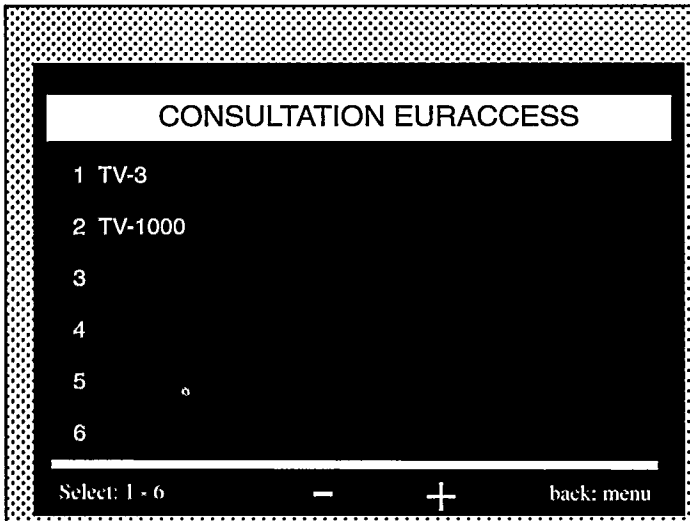 CONSULTATION EURACCESS
1 TV-3
2 TV-1000
3
4
5
6
Select: 1 - 6 − + back: menu